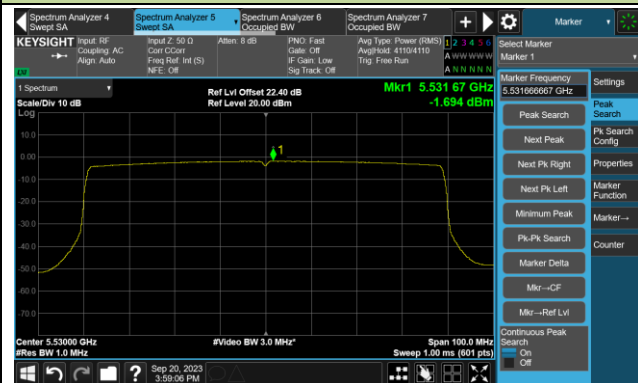 Spectrum Analyzer 4
Swept SA
Spectrum Analyzer 5
Swept SA
Spectrum Analyzer 6
Occupied BW
Spectrum Analyzer 7
Occupied BW
Marker
KEYSIGHT
Input: RF
Coupling: AC
Align: Auto
Input Z: 50 Ω
Corr CCorr
Freq Ref: Int (S)
NFE: Off
Atten: 8 dB
PNO: Fast
Gate: Off
IF Gain: Low
Sig Track: Off
Avg Type: Power (RMS)
Avg|Hold: 4110/4110
Trig: Free Run
1 2 3 4 5 6
A W W W W W
A N N N N N
Select Marker
Marker 1
1 Spectrum
Scale/Div 10 dB
Log
Ref Lvl Offset 22.40 dB
Ref Level 20.00 dBm
Mkr1 5.531 67 GHz
-1.694 dBm
1
10.0
0.00
-10.0
-20.0
-30.0
-40.0
-50.0
-60.0
-70.0
Center 5.53000 GHz
#Res BW 1.0 MHz
#Video BW 3.0 MHz*
Span 100.0 MHz
Sweep 1.00 ms (601 pts)
Marker Frequency
5.531666667 GHz
Peak Search
Next Peak
Next Pk Right
Next Pk Left
Minimum Peak
Pk-Pk Search
Marker Delta
Mkr→CF
Mkr→Ref Lvl
Continuous Peak
Search
On
Off
Settings
Peak
Search
Pk Search
Config
Properties
Marker
Function
Marker→
Counter
Sep 20, 2023
3:59:06 PM